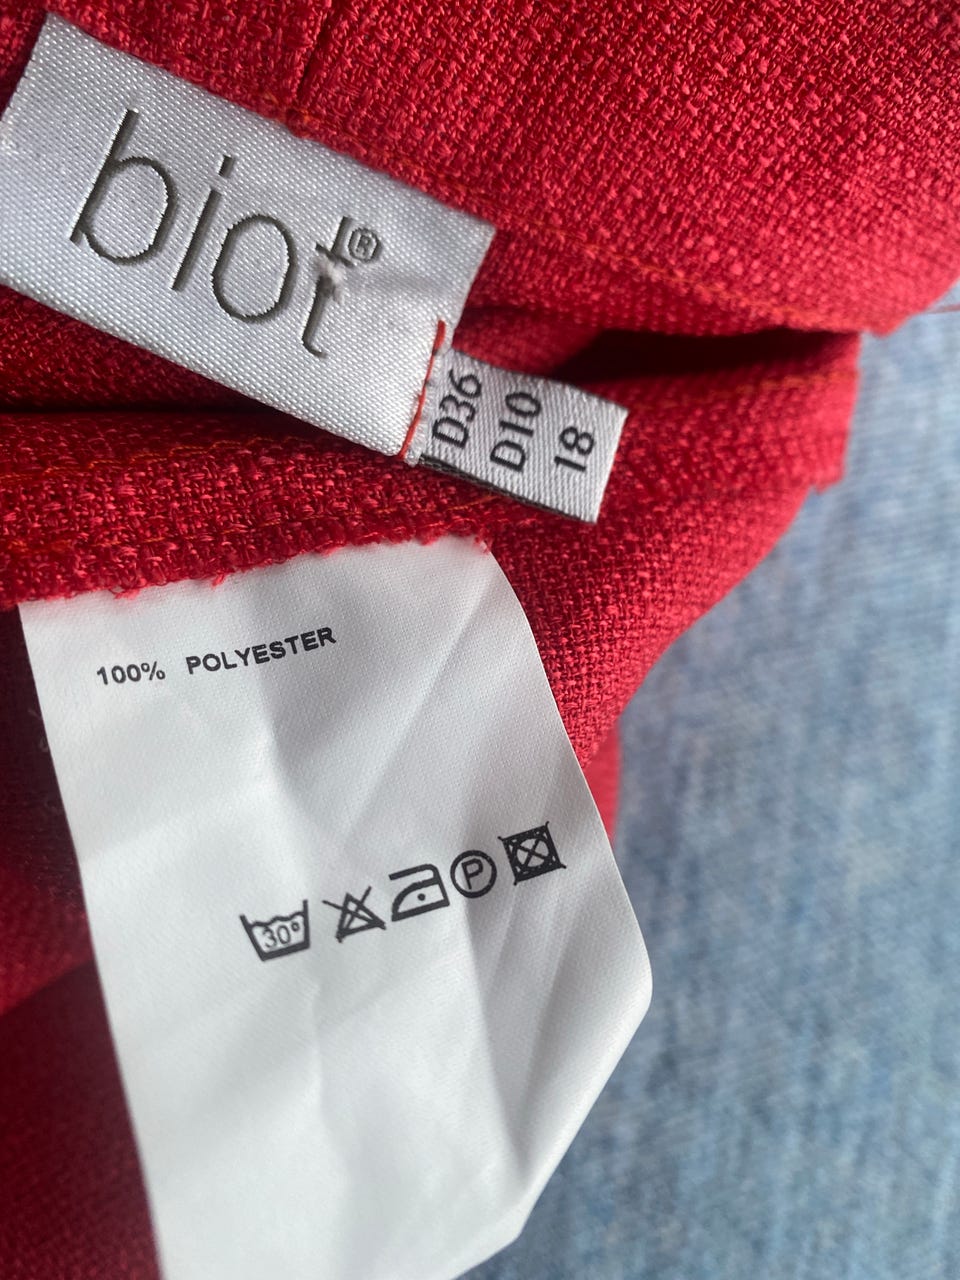 biot®
D36
D10
18
100% POLYESTER
30°
P